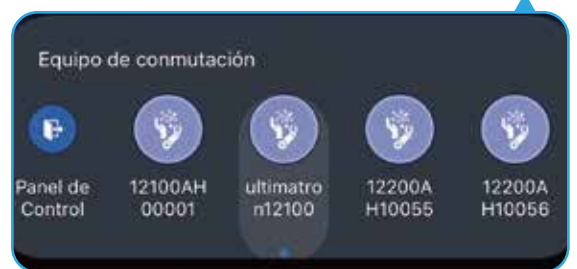 Equipo de conmutación
Panel de
Control
12100AH
00001
ultimatro
n12100
12200A
H10055
12200A
H10056